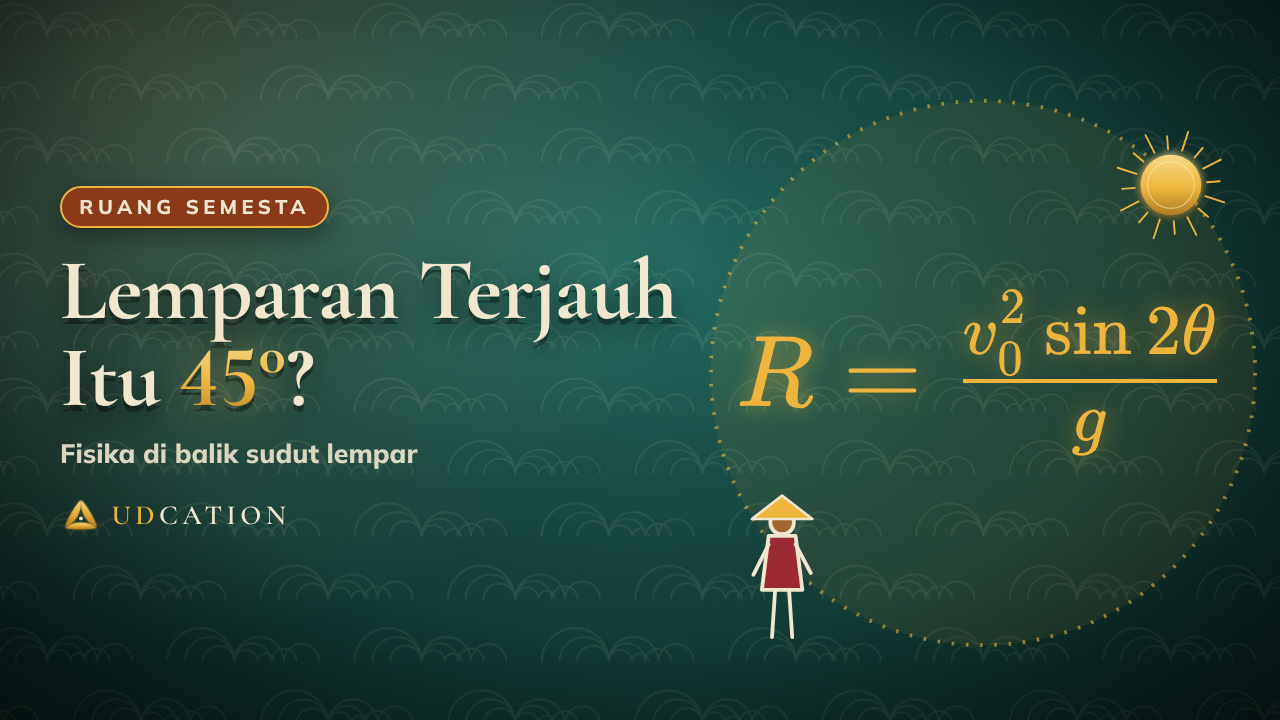 RUANG SEMESTA
Lemparan Terjauh
Itu 45°?
Fisika di balik sudut lempar
UDCATION
R = v₀² sin 2θ / g